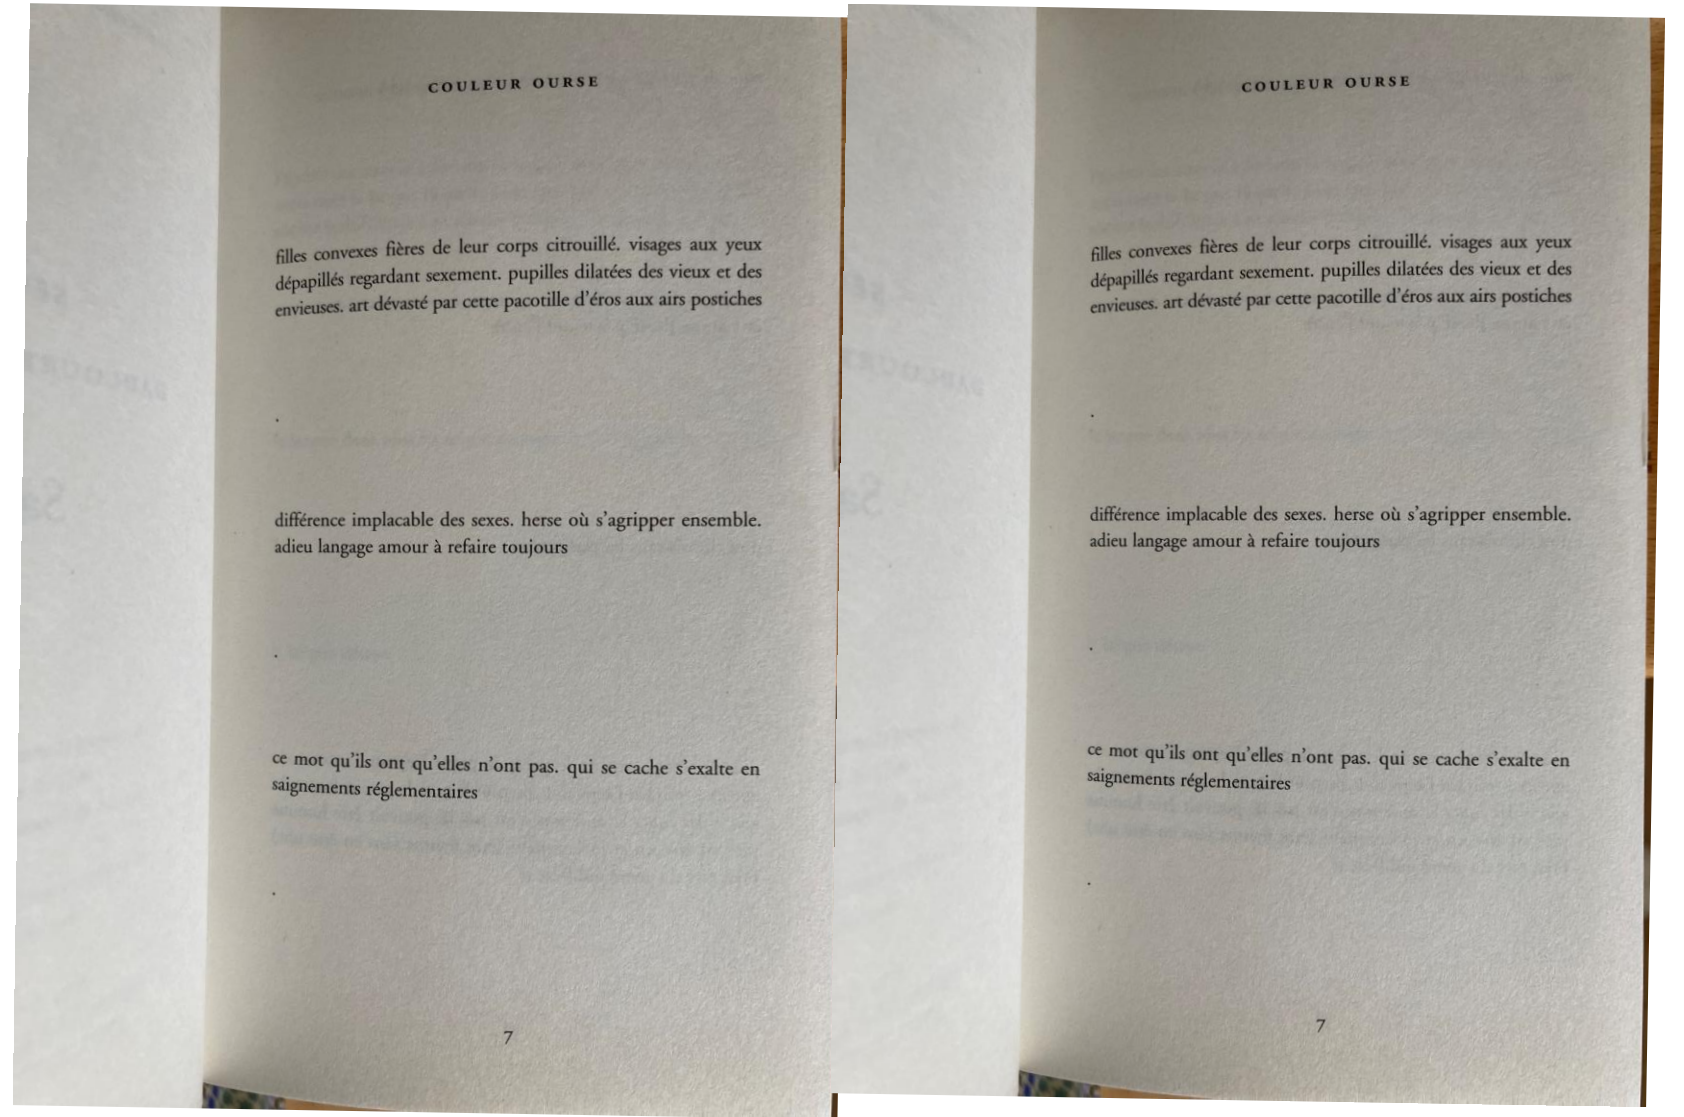 COULEUR OURSE
filles convexes fières de leur corps citrouillé. visages aux yeux
dépapillés regardant sexement. pupilles dilatées des vieux et des
envieuses. art dévasté par cette pacotille d'éros aux airs postiches
.
différence implacable des sexes. herse où s'agripper ensemble.
adieu langage amour à refaire toujours
.
ce mot qu'ils ont qu'elles n'ont pas. qui se cache s'exalte en
saignements réglementaires
.
7
COULEUR OURSE
filles convexes fières de leur corps citrouillé. visages aux yeux
dépapillés regardant sexement. pupilles dilatées des vieux et des
envieuses. art dévasté par cette pacotille d'éros aux airs postiches
.
différence implacable des sexes. herse où s'agripper ensemble.
adieu langage amour à refaire toujours
.
ce mot qu'ils ont qu'elles n'ont pas. qui se cache s'exalte en
saignements réglementaires
.
7